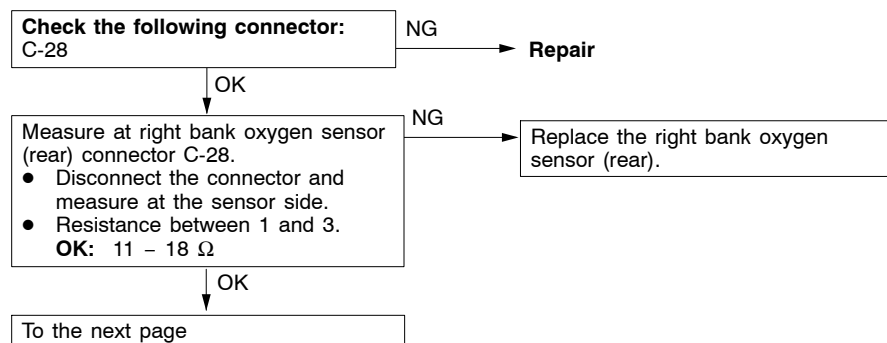 Check the following connector:
C-28
NG
Repair
OK
Measure at right bank oxygen sensor
(rear) connector C-28.
● Disconnect the connector and
measure at the sensor side.
● Resistance between 1 and 3.
OK: 11 – 18 Ω
NG
Replace the right bank oxygen
sensor (rear).
OK
To the next page